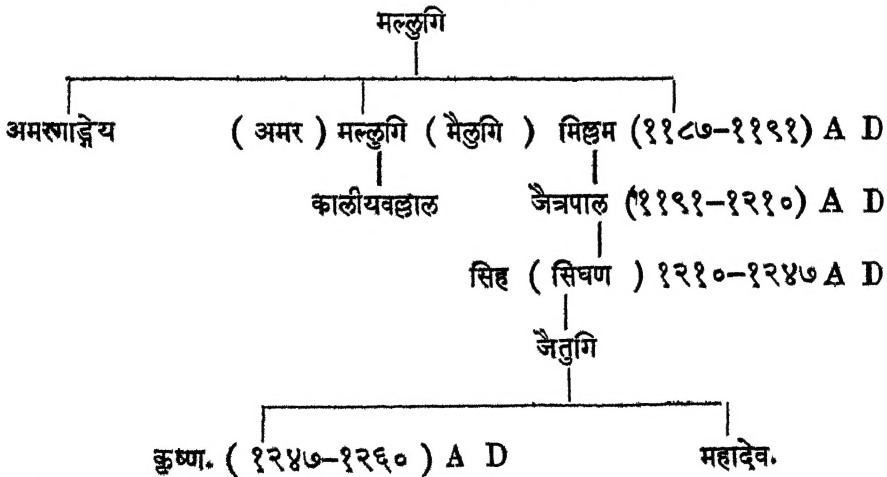 मल्लुगि
अमरगाङ्गेय ( अमर ) मल्लुगि ( मैलुगि ) मिल्लम (११८७–११९१) A D
कालीयवल्लाल जैत्रपाल (११९१–१२१०) A D
सिह ( सिघण ) १२१०–१२४७ A D
जैतुगि
कृष्ण. ( १२४७–१२६० ) A D महादेव.